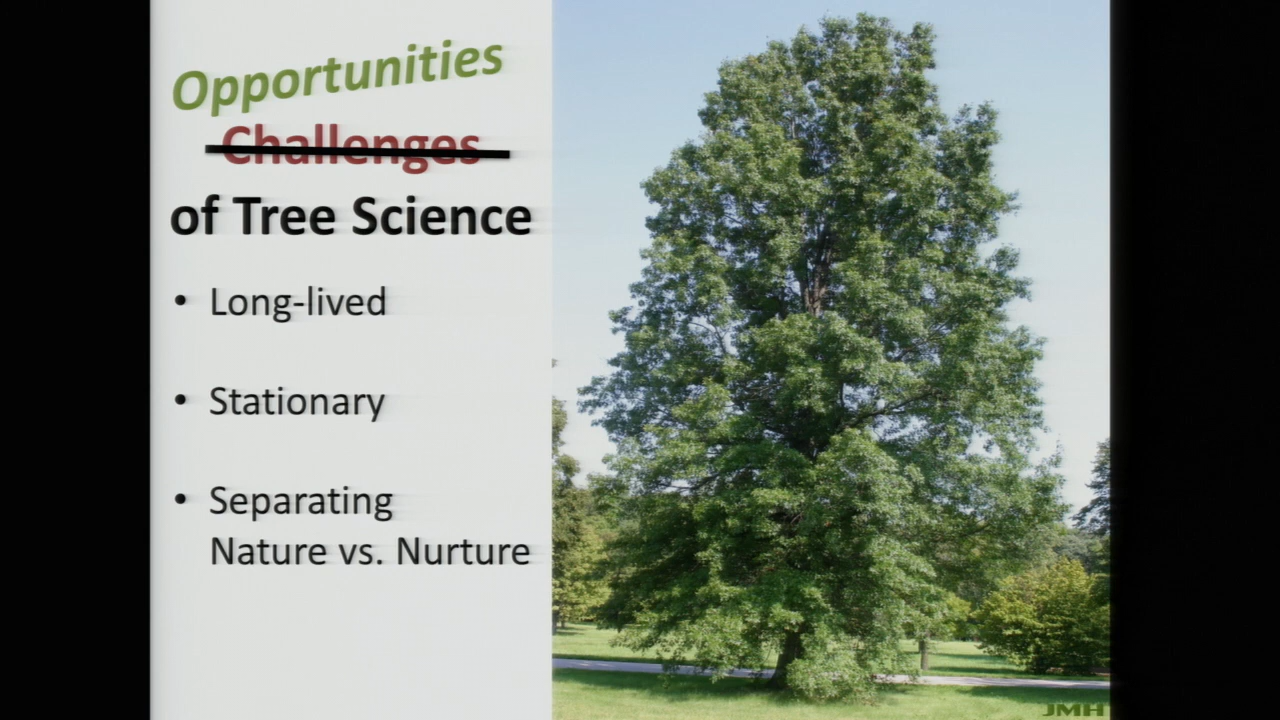 Opportunities
Challenges
of Tree Science
• Long-lived
• Stationary
• Separating
Nature vs. Nurture
JMH